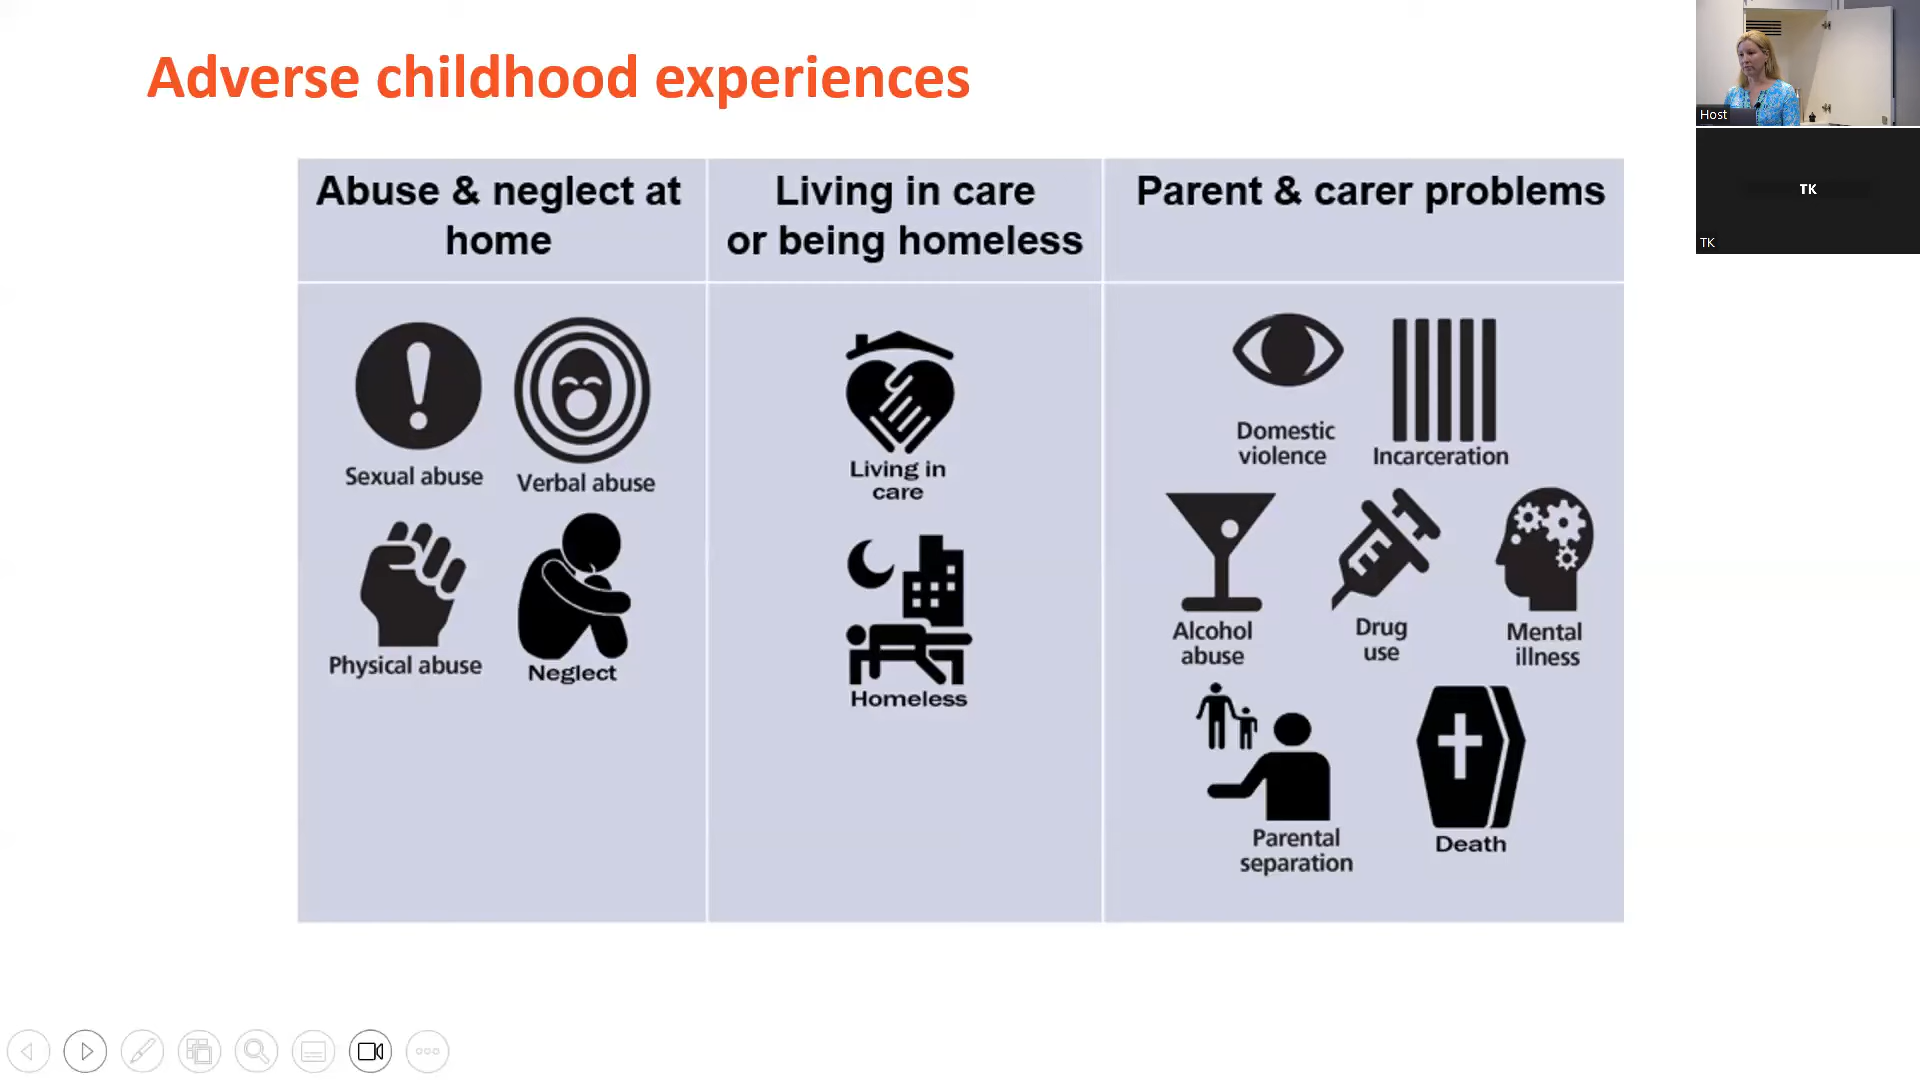 Adverse childhood experiences
Abuse & neglect at
home
Living in care
or being homeless
Parent & carer problems
Sexual abuse
Verbal abuse
Physical abuse
Neglect
Living in
care
Homeless
Domestic
violence
Incarceration
Alcohol
abuse
Drug
use
Mental
illness
Parental
separation
Death
Host
TK
TK